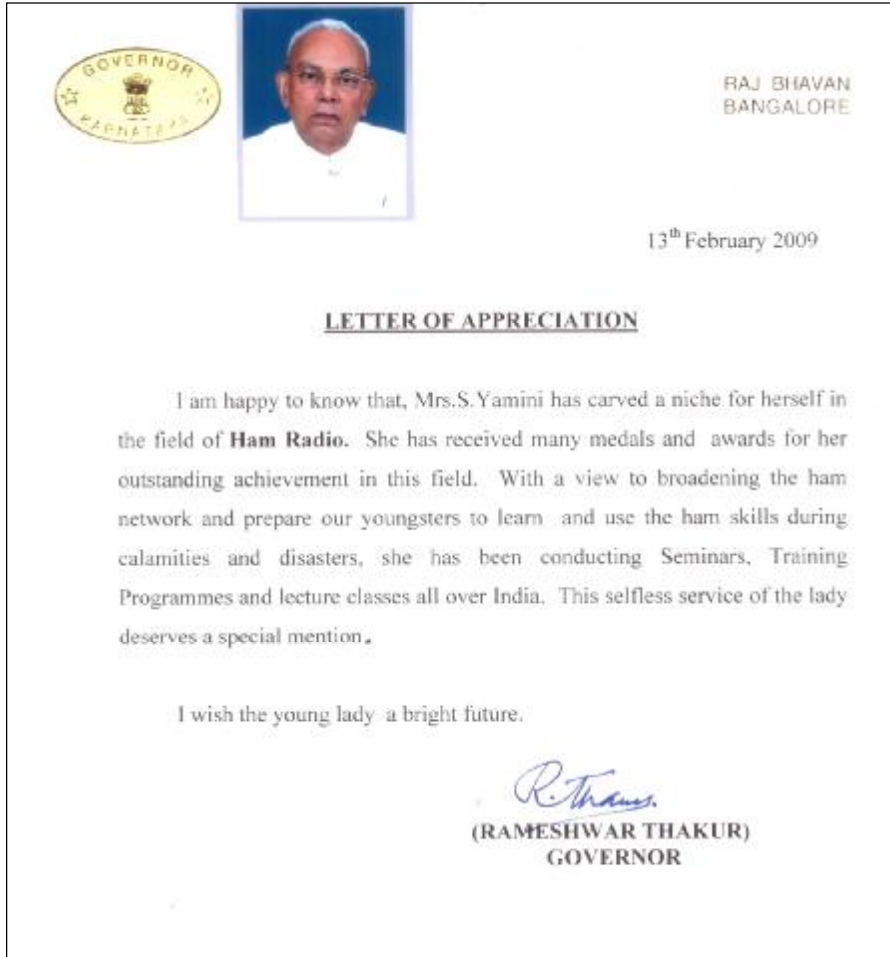 GOVERNOR
KARNATAKA
RAJ BHAVAN
BANGALORE
13th February 2009
LETTER OF APPRECIATION
I am happy to know that, Mrs.S.Yamini has carved a niche for herself in
the field of Ham Radio. She has received many medals and awards for her
outstanding achievement in this field. With a view to broadening the ham
network and prepare our youngsters to learn and use the ham skills during
calamities and disasters, she has been conducting Seminars, Training
Programmes and lecture classes all over India. This selfless service of the lady
deserves a special mention.
I wish the young lady a bright future.
(RAMESHWAR THAKUR)
GOVERNOR